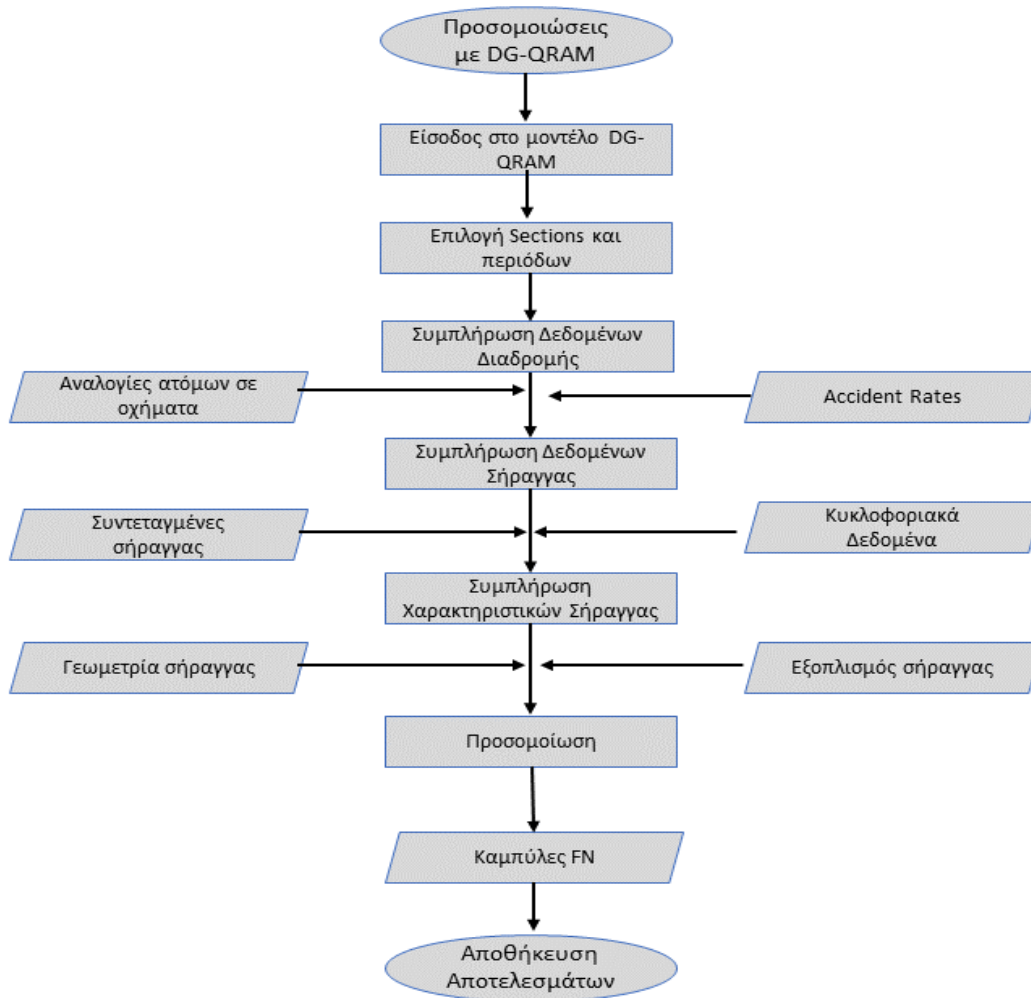 Προσομοιώσεις
με DG-QRAM
Είσοδος στο μοντέλο DG-
QRAM
Επιλογή Sections και
περιόδων
Συμπλήρωση Δεδομένων
Διαδρομής
Αναλογίες ατόμων σε
οχήματα
Accident Rates
Συμπλήρωση Δεδομένων
Σήραγγας
Συντεταγμένες
σήραγγας
Κυκλοφοριακά
Δεδομένα
Συμπλήρωση
Χαρακτηριστικών Σήραγγας
Γεωμετρία σήραγγας
Εξοπλισμός σήραγγας
Προσομοίωση
Καμπύλες FN
Αποθήκευση
Αποτελεσμάτων